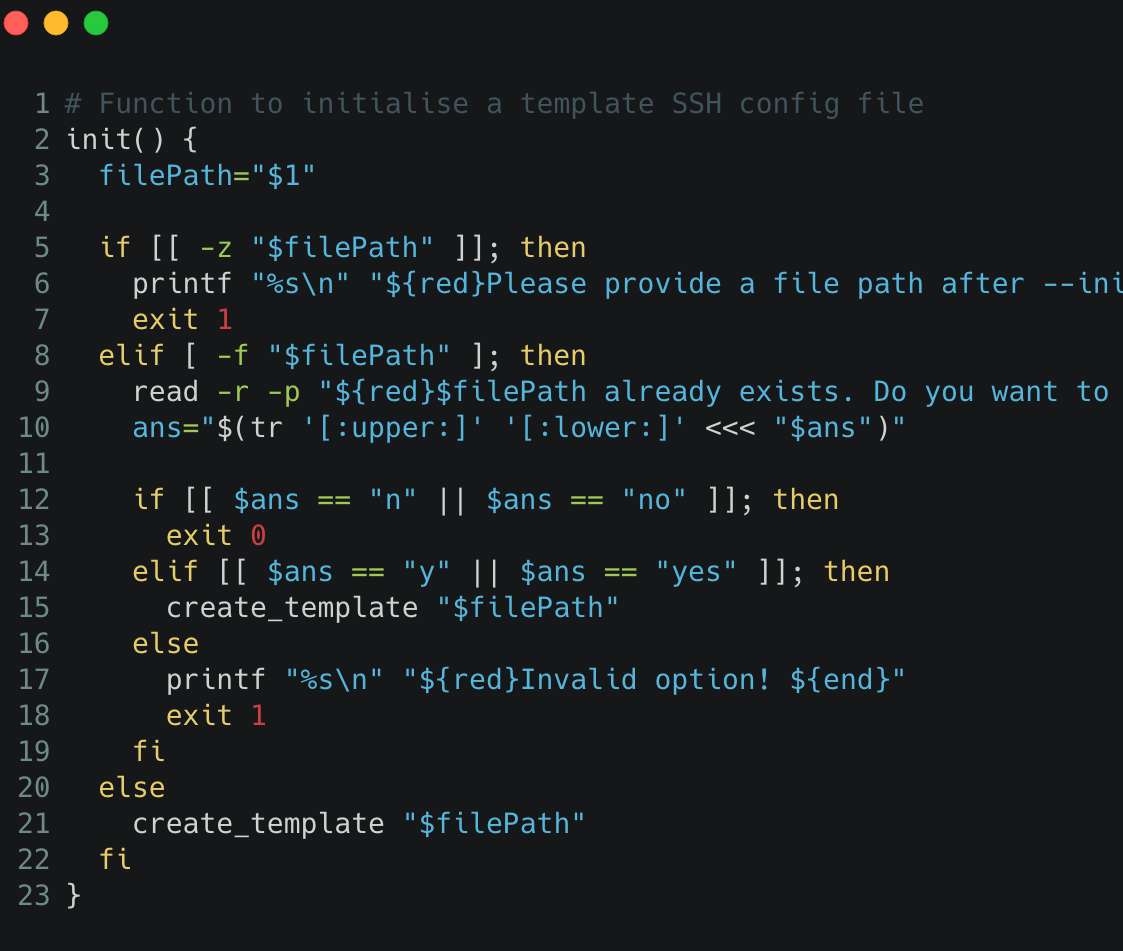 1 # Function to initialise a template SSH config file
2 init() {
3   filePath="$1"
4
5   if [[ -z "$filePath" ]]; then
6     printf "%s\n" "${red}Please provide a file path after --ini
7     exit 1
8   elif [ -f "$filePath" ]; then
9     read -r -p "${red}$filePath already exists. Do you want to
10     ans="$(tr '[:upper:]' '[:lower:]' <<< "$ans")"
11
12     if [[ $ans == "n" || $ans == "no" ]]; then
13       exit 0
14     elif [[ $ans == "y" || $ans == "yes" ]]; then
15       create_template "$filePath"
16     else
17       printf "%s\n" "${red}Invalid option! ${end}"
18       exit 1
19     fi
20   else
21     create_template "$filePath"
22   fi
23 }